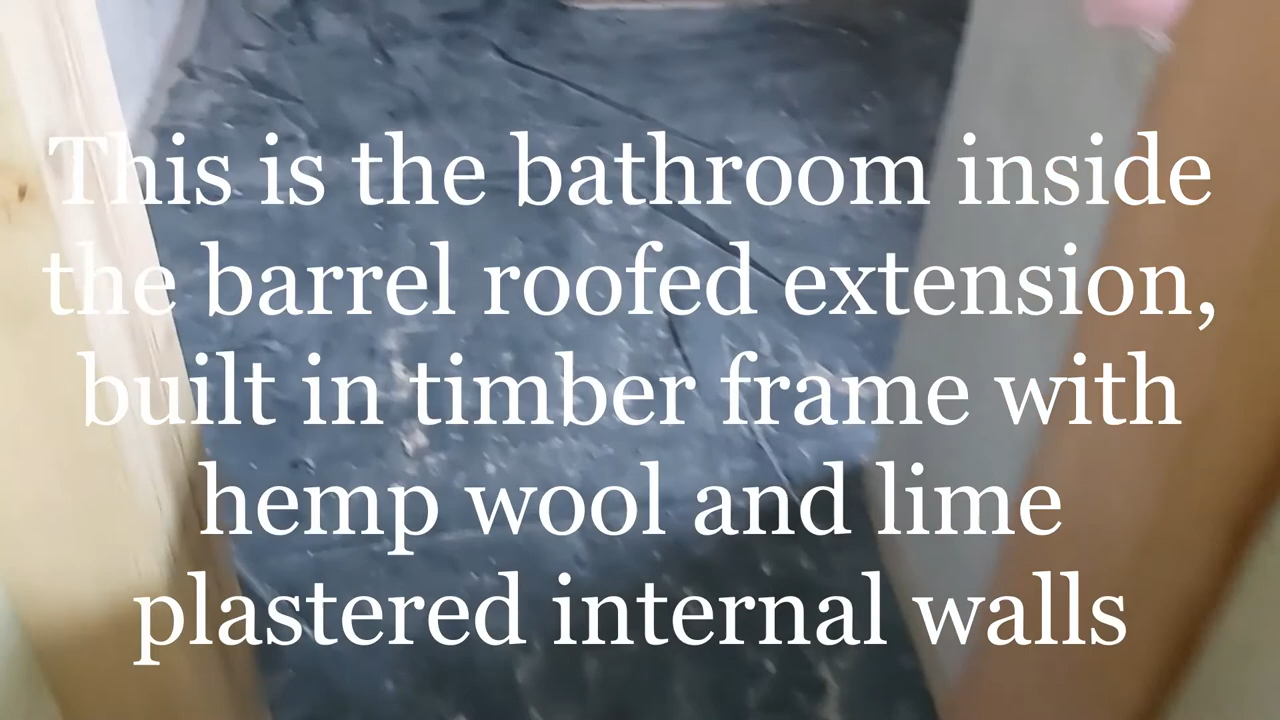 This is the bathroom inside
the barrel roofed extension,
built in timber frame with
hemp wool and lime
plastered internal walls